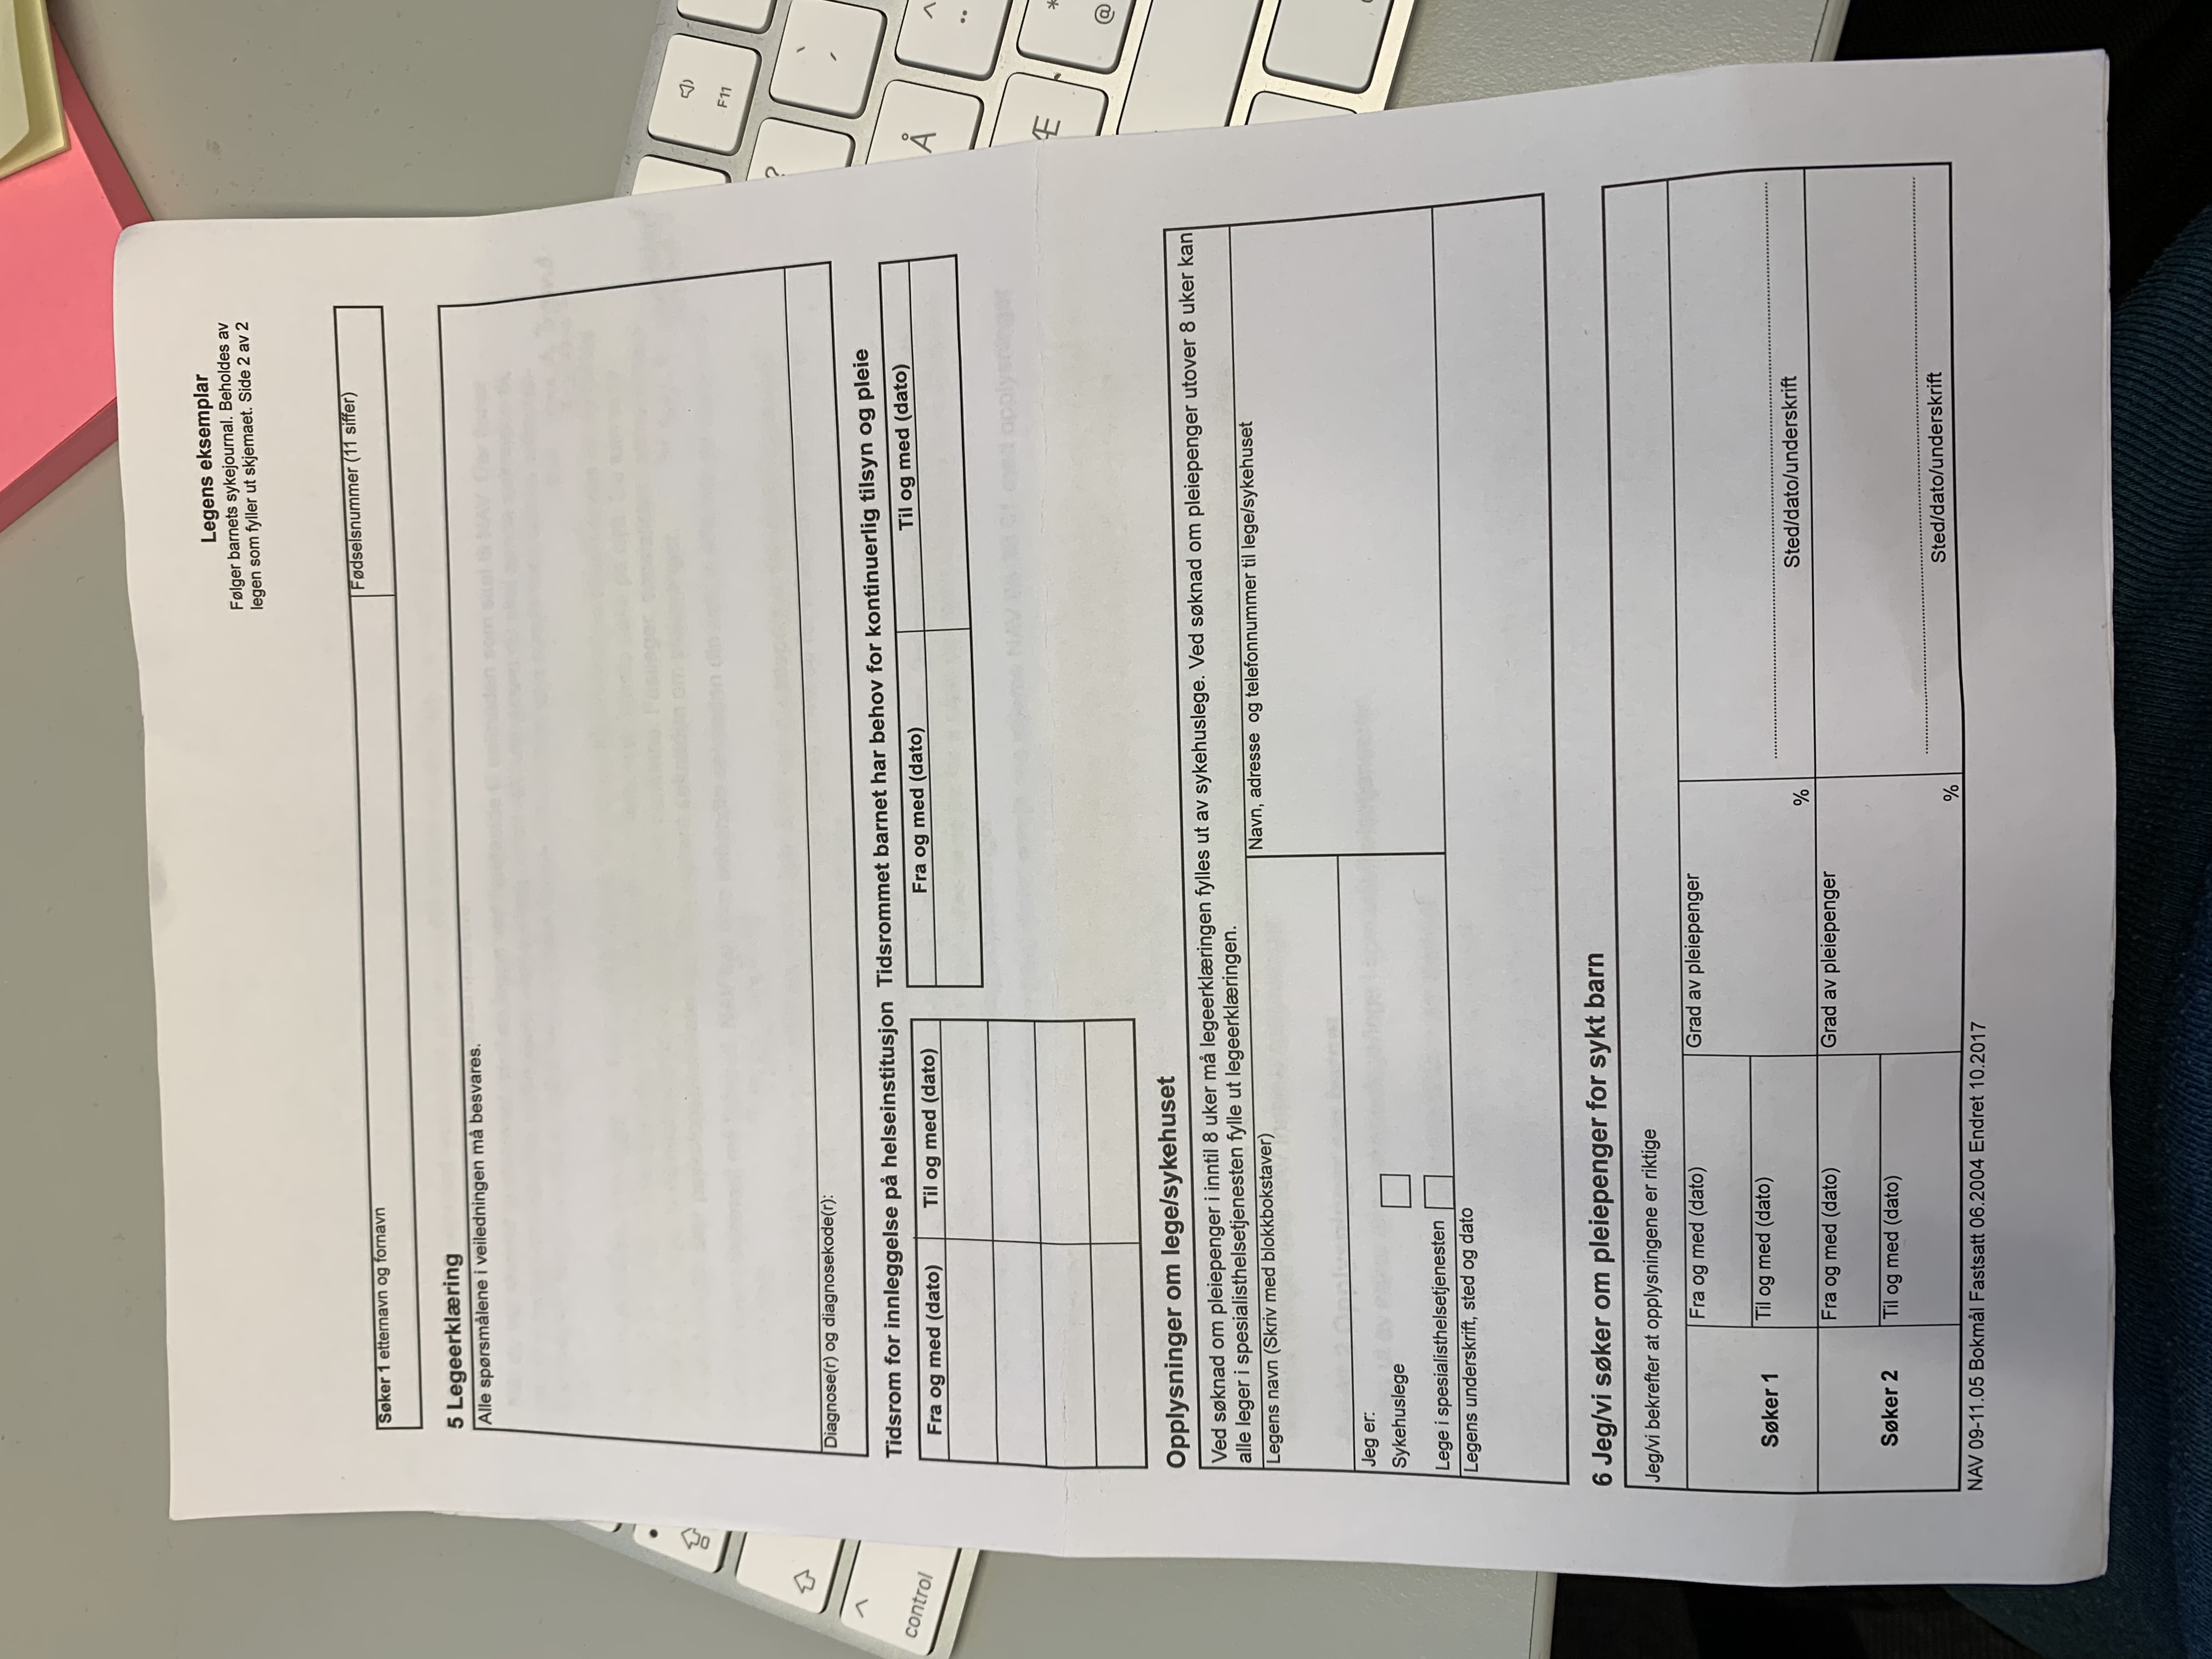 Legens eksemplar
Følger barnets sykejournal. Beholdes av
legen som fyller ut skjemaet. Side 2 av 2
Søker 1 etternavn og fornavn
Fødselsnummer (11 siffer)
5 Legeerklæring
Alle spørsmålene i veiledningen må besvares.
Diagnose(r) og diagnosekode(r):
Tidsrom for innleggelse på helseinstitusjon
Fra og med (dato)
Til og med (dato)
Tidsrommet barnet har behov for kontinuerlig tilsyn og pleie
Fra og med (dato)
Til og med (dato)
Opplysninger om lege/sykehuset
Ved søknad om pleiepenger i inntil 8 uker må legeerklæringen fylles ut av sykehuslege. Ved søknad om pleiepenger utover 8 uker kan
alle leger i spesialisthelsetjenesten fylle ut legeerklæringen.
Legens navn (Skriv med blokkbokstaver)
Navn, adresse og telefonnummer til lege/sykehuset
Jeg er:
Sykehuslege
Lege i spesialisthelsetjenesten
Legens underskrift, sted og dato
6 Jeg/vi søker om pleiepenger for sykt barn
Jeg/vi bekrefter at opplysningene er riktige
Søker 1
Fra og med (dato)
Til og med (dato)
Grad av pleiepenger
%
Sted/dato/underskrift
Søker 2
Fra og med (dato)
Til og med (dato)
Grad av pleiepenger
%
Sted/dato/underskrift
NAV 09-11.05 Bokmål Fastsatt 06.2004 Endret 10.2017
control
F11
?
Å
Æ
*
@